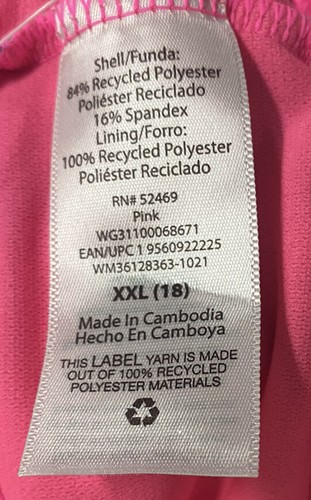 Shell/Funda:
84% Recycled Polyester
Poliéster Reciclado
16% Spandex
Lining/Forro:
100% Recycled Polyester
Poliéster Reciclado
RN# 52469
Pink
WG31100068671
EAN/UPC 1 9560922225
WM36128363-1021
XXL (18)
Made In Cambodia
Hecho En Camboya
THIS LABEL YARN IS MADE
OUT OF 100% RECYCLED
POLYESTER MATERIALS